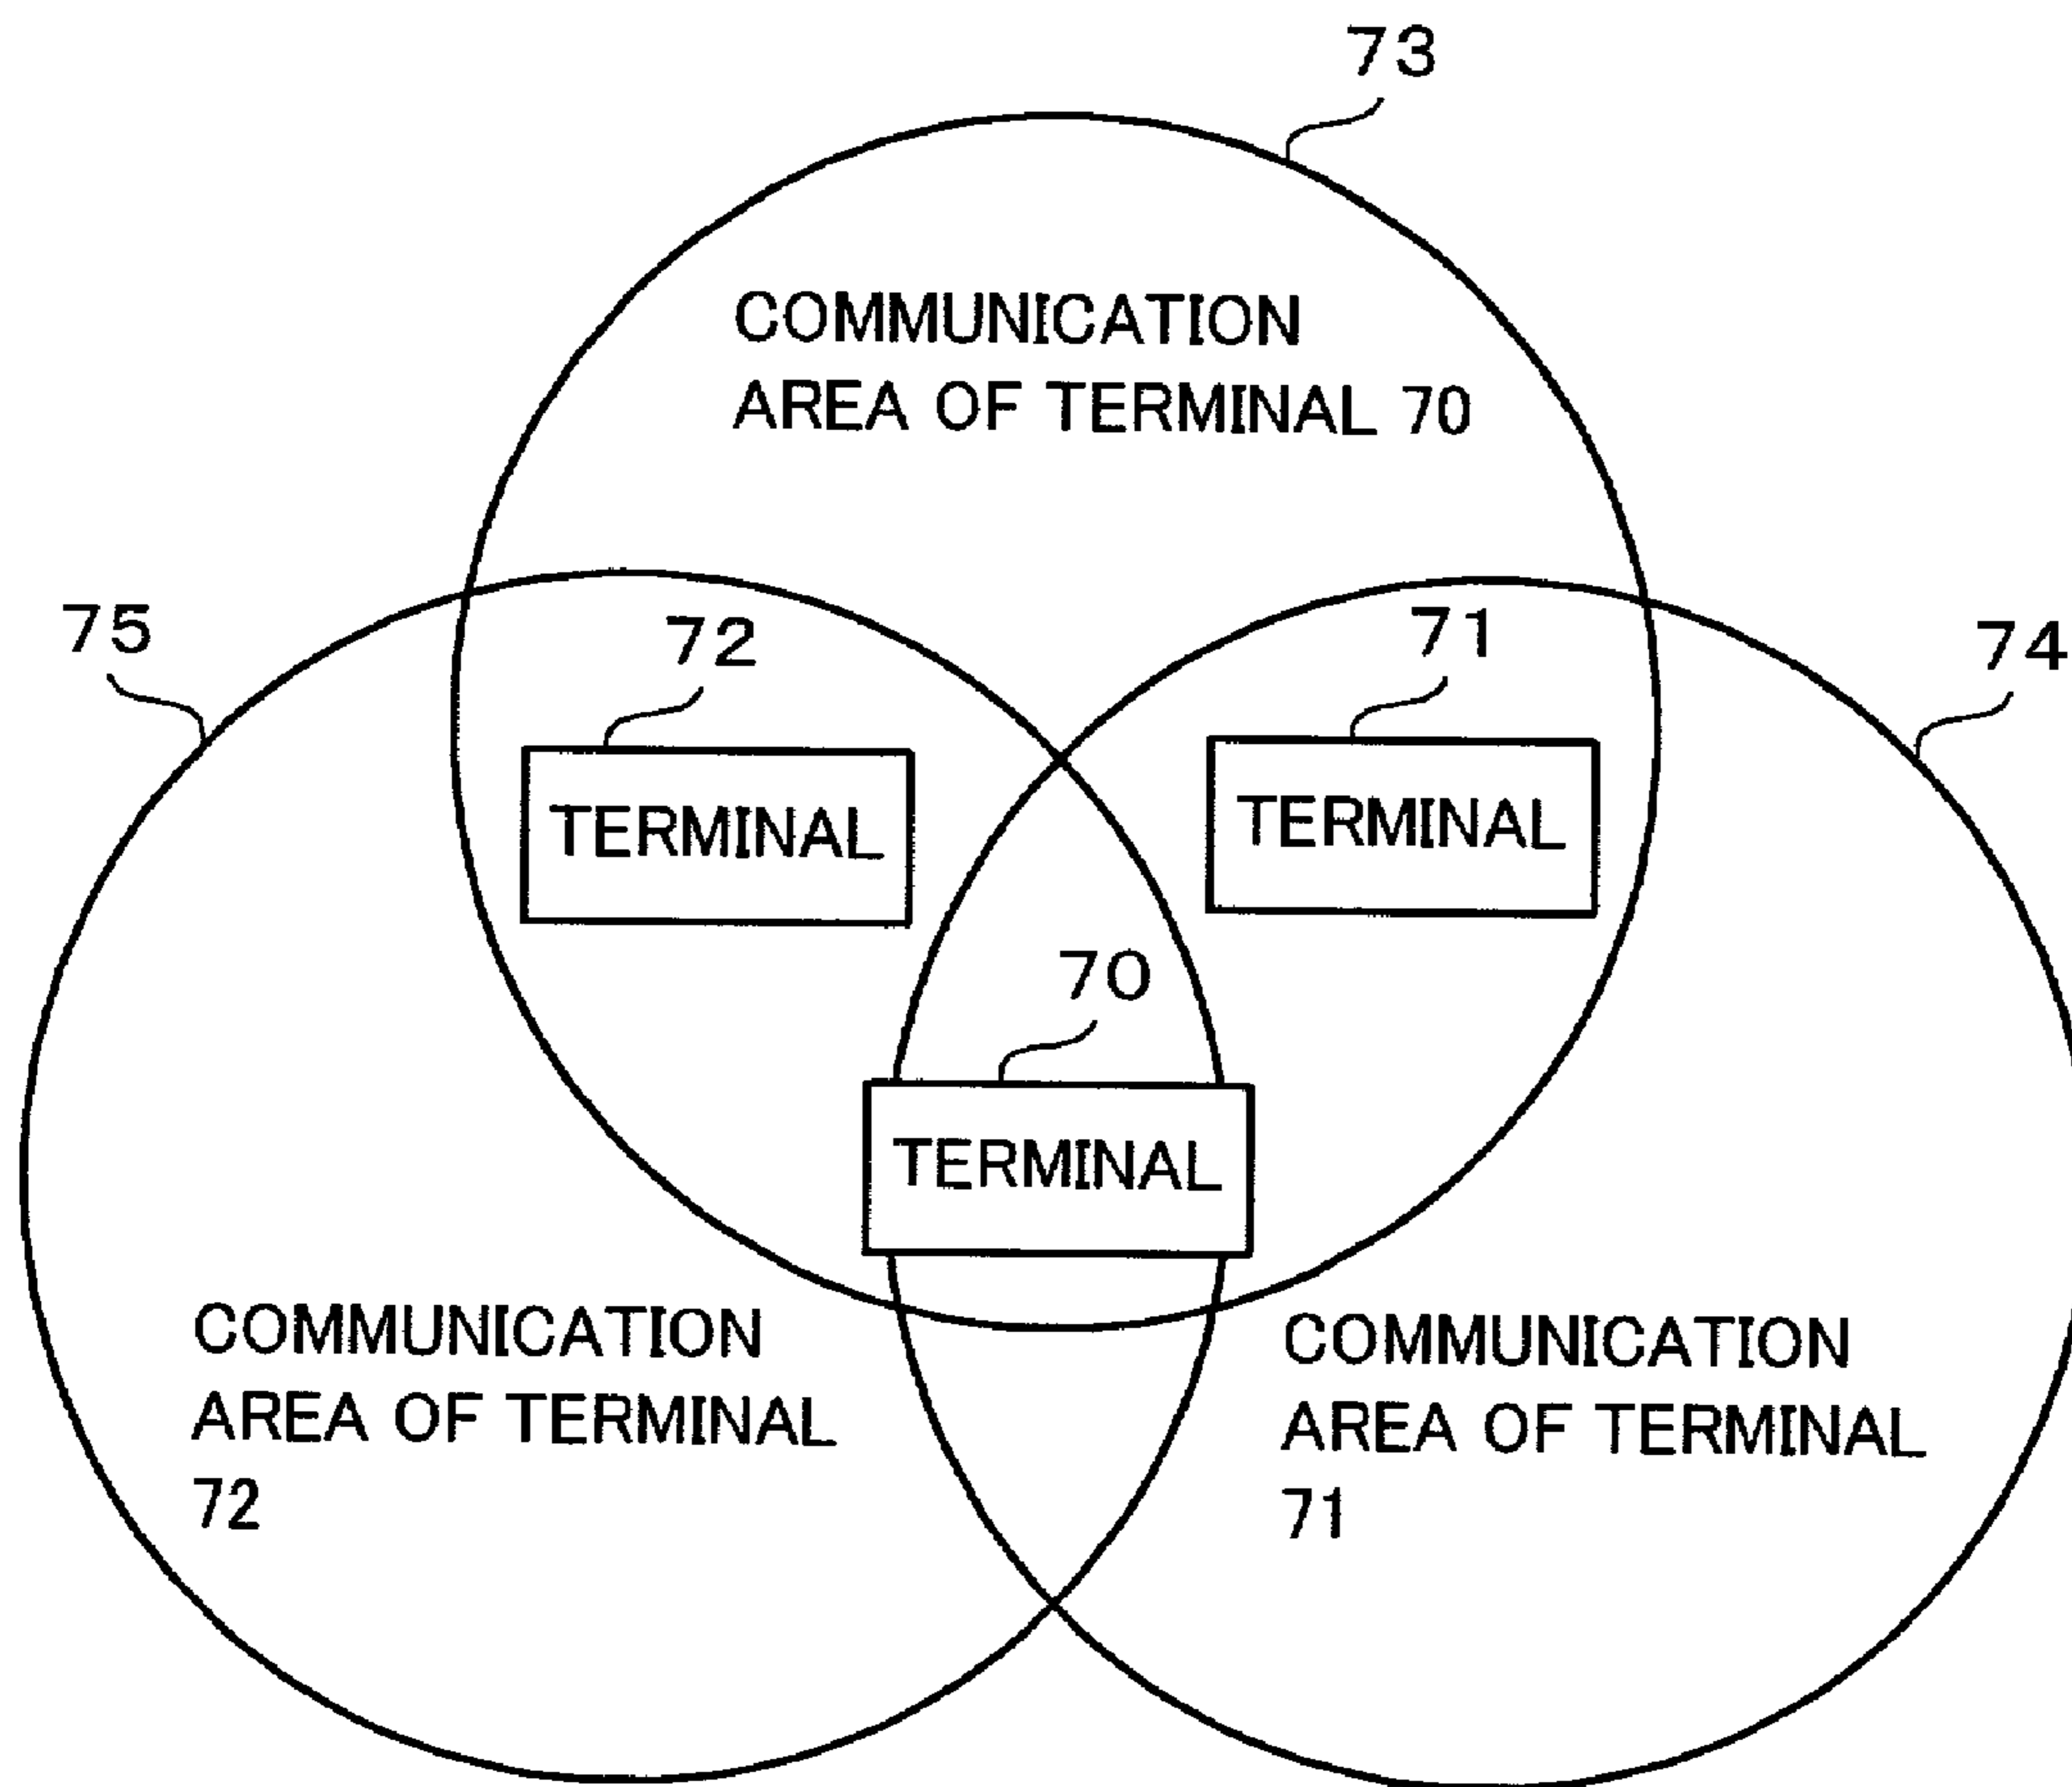 73
COMMUNICATION
AREA OF TERMINAL 70
75
72
71
74
TERMINAL
TERMINAL
70
TERMINAL
COMMUNICATION
AREA OF TERMINAL
72
COMMUNICATION
AREA OF TERMINAL
71